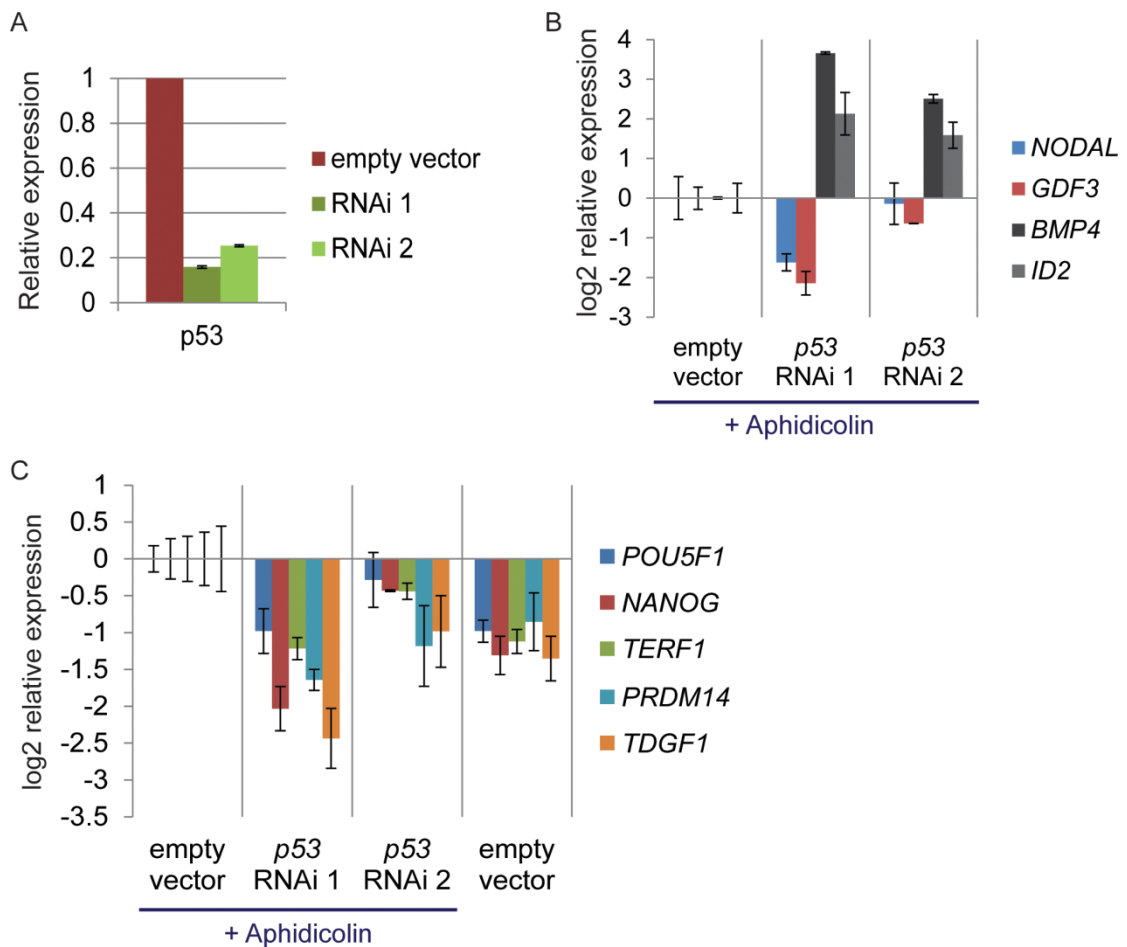 A
Relative expression
1
0.8
0.6
0.4
0.2
0
p53
empty vector
RNAi 1
RNAi 2
B
log2 relative expression
4
3
2
1
0
-1
-2
-3
empty vector
p53 RNAi 1
p53 RNAi 2
+ Aphidicolin
NODAL
GDF3
BMP4
ID2
C
log2 relative expression
1
0.5
0
-0.5
-1
-1.5
-2
-2.5
-3
-3.5
empty vector
p53 RNAi 1
p53 RNAi 2
empty vector
+ Aphidicolin
POU5F1
NANOG
TERF1
PRDM14
TDGF1